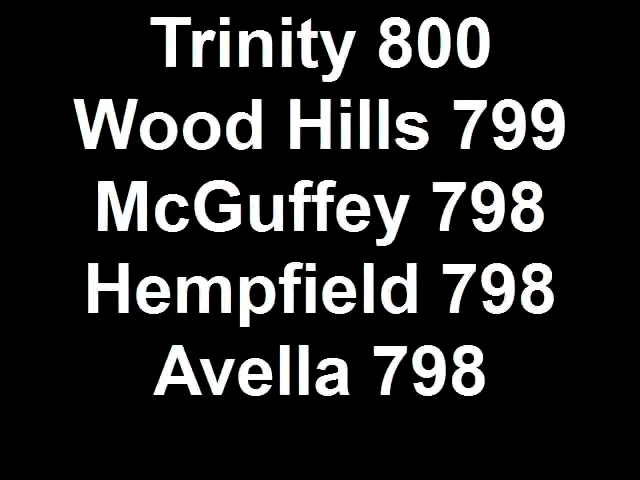 Trinity 800
Wood Hills 799
McGuffey 798
Hempfield 798
Avella 798